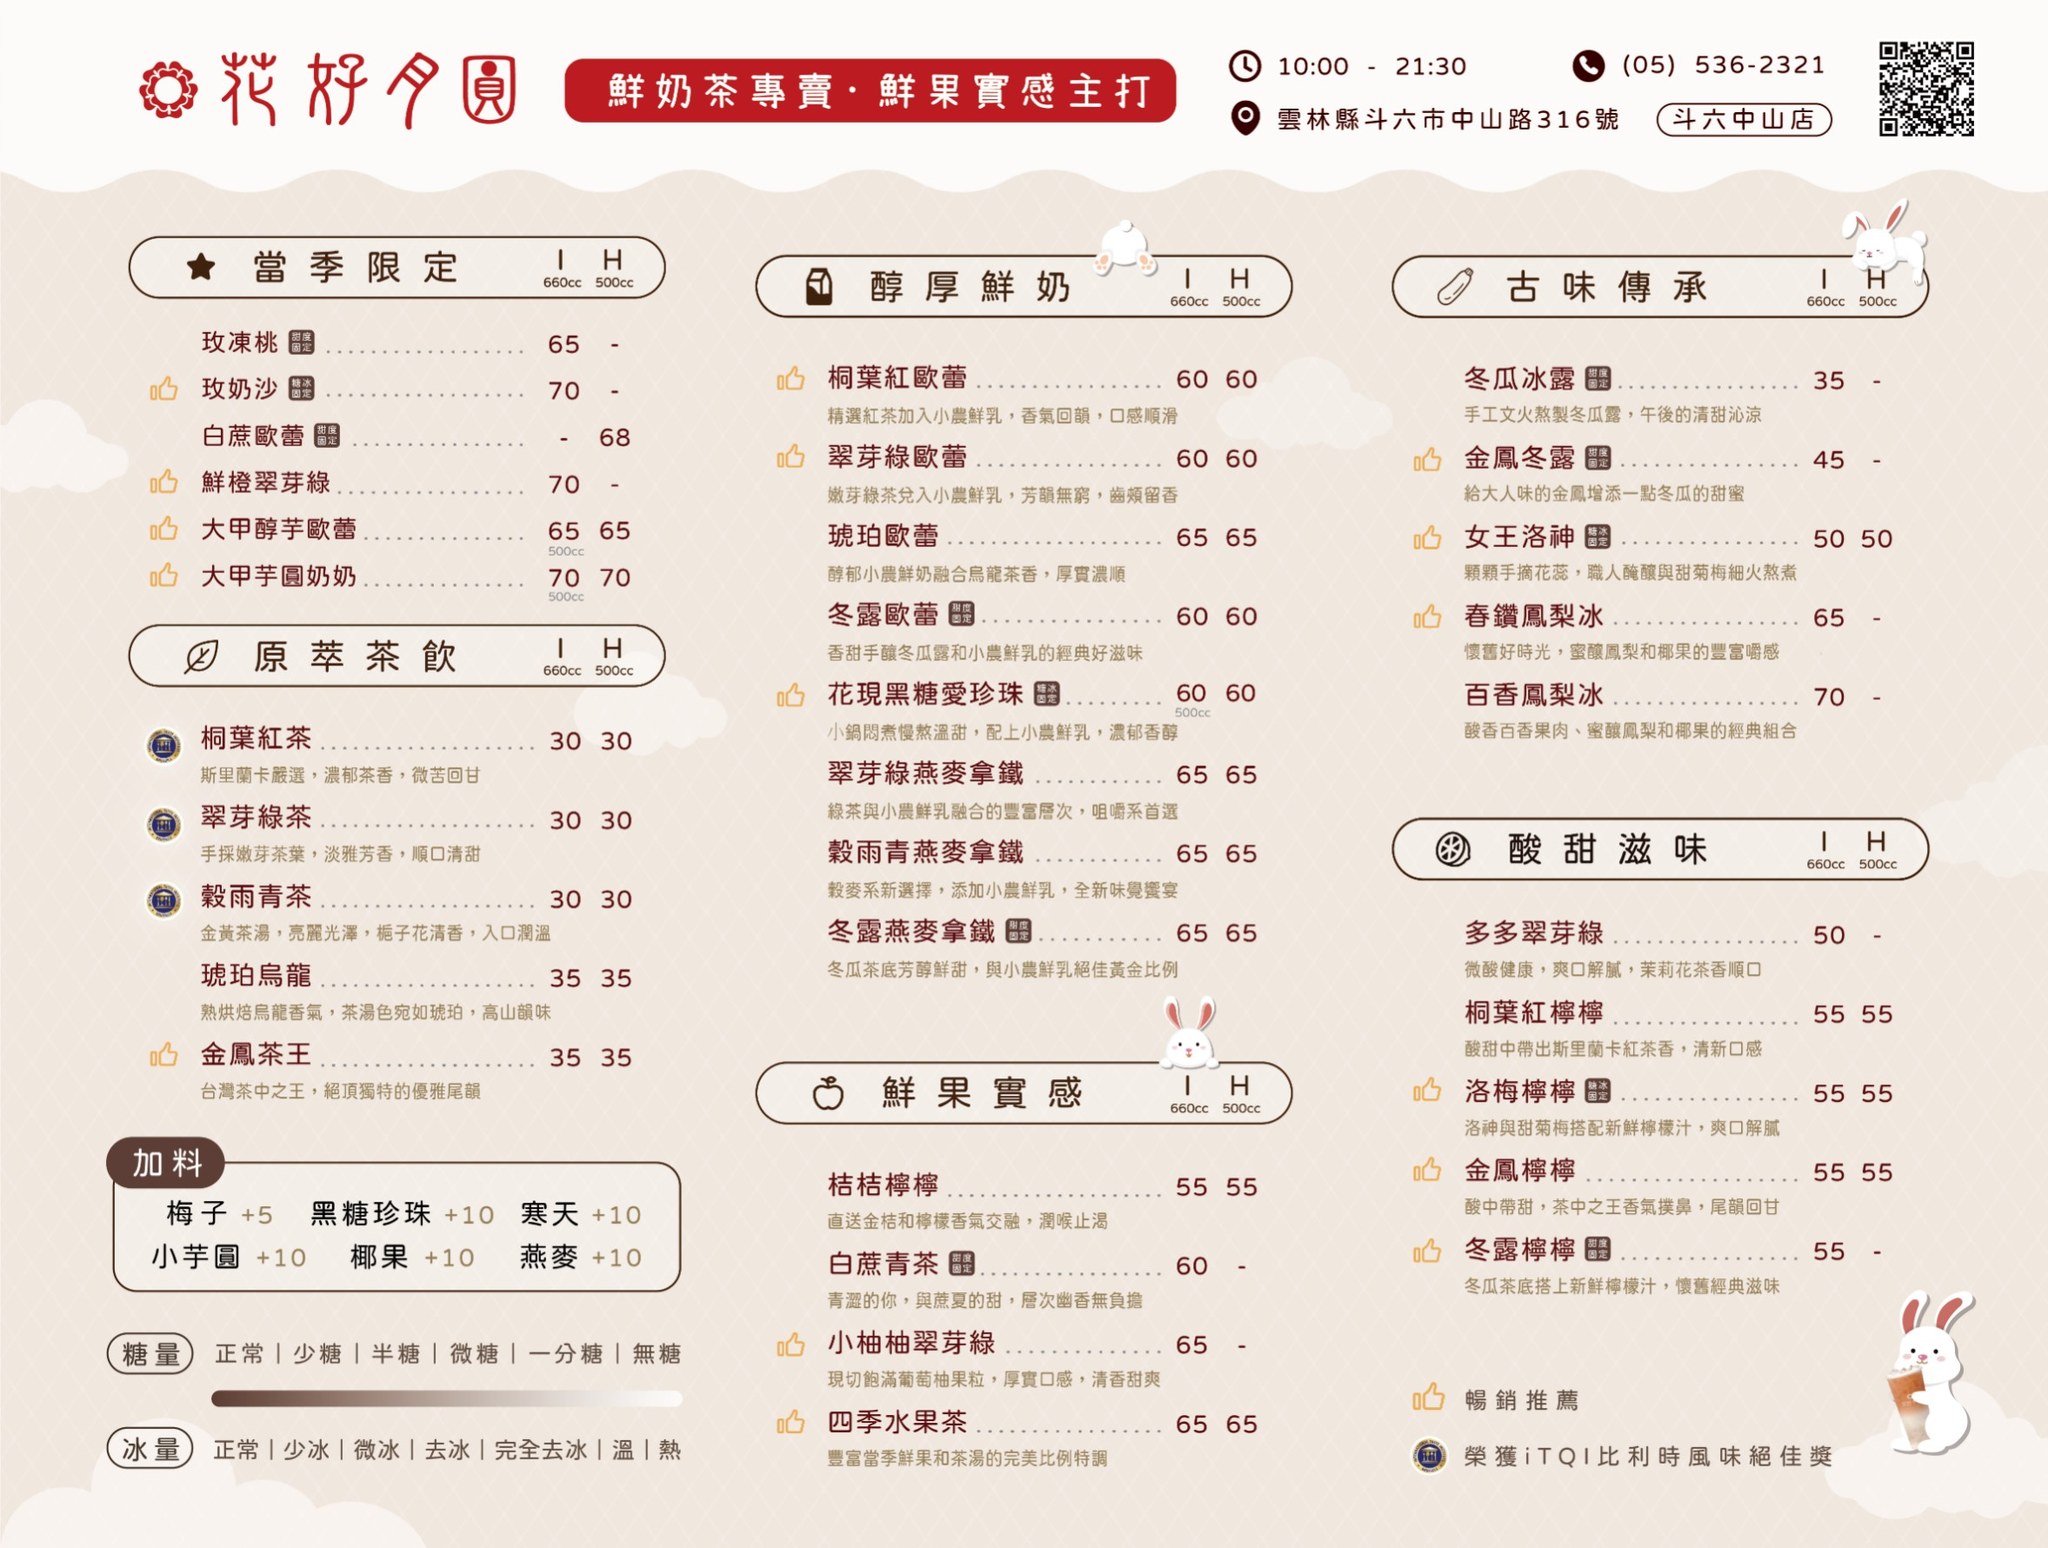 花好月圓
鮮奶茶專賣·鮮果實感主打
10:00 - 21:30
(05) 536-2321
雲林縣斗六市中山路316號
斗六中山店
當季限定 I 660cc H 500cc
玫凍桃 甜度固定 65 -
玫奶沙 糖冰固定 70 -
白蔗歐蕾 甜度固定 - 68
鮮橙翠芽綠 70 -
大甲醇芋歐蕾 65 500cc 65
大甲芋圓奶奶 70 500cc 70
原萃茶飲 I 660cc H 500cc
桐葉紅茶 30 30
斯里蘭卡嚴選，濃郁茶香，微苦回甘
翠芽綠茶 30 30
手採嫩芽茶葉，淡雅芳香，順口清甜
穀雨青茶 30 30
金黃茶湯，亮麗光澤，梔子花清香，入口潤溫
琥珀烏龍 35 35
熟烘焙烏龍香氣，茶湯色宛如琥珀，高山韻味
金鳳茶王 35 35
台灣茶中之王，絕頂獨特的優雅尾韻
加料
梅子 +5 黑糖珍珠 +10 寒天 +10
小芋圓 +10 椰果 +10 燕麥 +10
糖量 正常｜少糖｜半糖｜微糖｜一分糖｜無糖
冰量 正常｜少冰｜微冰｜去冰｜完全去冰｜溫｜熱
醇厚鮮奶 I 660cc H 500cc
桐葉紅歐蕾 60 60
精選紅茶加入小農鮮乳，香氣回韻，口感順滑
翠芽綠歐蕾 60 60
嫩芽綠茶兌入小農鮮乳，芳韻無窮，齒頰留香
琥珀歐蕾 65 65
醇郁小農鮮奶融合烏龍茶香，厚實濃順
冬露歐蕾 甜度固定 60 60
香甜手釀冬瓜露和小農鮮乳的經典好滋味
花現黑糖愛珍珠 糖冰固定 60 500cc 60
小鍋悶煮慢熬溫甜，配上小農鮮乳，濃郁香醇
翠芽綠燕麥拿鐵 65 65
綠茶與小農鮮乳融合的豐富層次，咀嚼系首選
穀雨青燕麥拿鐵 65 65
穀麥系新選擇，添加小農鮮乳，全新味覺饗宴
冬露燕麥拿鐵 甜度固定 65 65
冬瓜茶底芳醇鮮甜，與小農鮮乳絕佳黃金比例
鮮果實感 I 660cc H 500cc
桔桔檸檸 55 55
直送金桔和檸檬香氣交融，潤喉止渴
白蔗青茶 甜度固定 60 -
青澀的你，與蔗夏的甜，層次幽香無負擔
小柚柚翠芽綠 65 -
現切飽滿葡萄柚果粒，厚實口感，清香甜爽
四季水果茶 65 65
豐富當季鮮果和茶湯的完美比例特調
古味傳承 I 660cc H 500cc
冬瓜冰露 甜度固定 35 -
手工文火熬製冬瓜露，午後的清甜沁涼
金鳳冬露 甜度固定 45 -
給大人味的金鳳增添一點冬瓜的甜蜜
女王洛神 糖冰固定 50 50
顆顆手摘花蕊，職人醃釀與甜菊梅細火熬煮
春鑽鳳梨冰 65 -
懷舊好時光，蜜釀鳳梨和椰果的豐富嚼感
百香鳳梨冰 70 -
酸香百香果肉、蜜釀鳳梨和椰果的經典組合
酸甜滋味 I 660cc H 500cc
多多翠芽綠 50 -
微酸健康，爽口解膩，茉莉花茶香順口
桐葉紅檸檸 55 55
酸甜中帶出斯里蘭卡紅茶香，清新口感
洛梅檸檸 糖冰固定 55 55
洛神與甜菊梅搭配新鮮檸檬汁，爽口解膩
金鳳檸檸 55 55
酸中帶甜，茶中之王香氣撲鼻，尾韻回甘
冬露檸檸 甜度固定 55 -
冬瓜茶底搭上新鮮檸檬汁，懷舊經典滋味
暢銷推薦
榮獲iTQI比利時風味絕佳獎